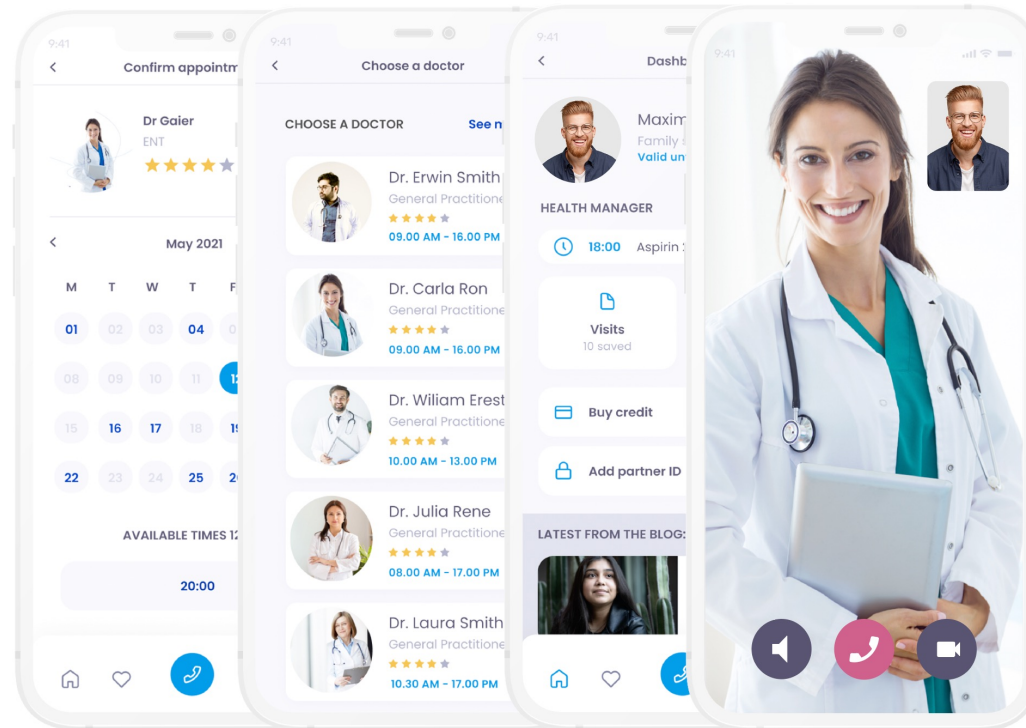 9:41
Confirm appointm
Dr Gaier
ENT
May 2021
M T W T F
01 02 03 04 0
08 09 10 11 12
15 16 17 18 19
22 23 24 25 2
AVAILABLE TIMES 12
20:00
9:41
Choose a doctor
CHOOSE A DOCTOR
See m
Dr. Erwin Smith
General Practitione
09.00 AM - 16.00 PM
Dr. Carla Ron
General Practitione
09.00 AM - 16.00 PM
Dr. Wiliam Erest
General Practitione
10.00 AM - 13.00 PM
Dr. Julia Rene
General Practitione
08.00 AM - 17.00 PM
Dr. Laura Smith
General Practitione
10.30 AM - 17.00 PM
9:41
Dashb
Maxim
Family
Valid un
HEALTH MANAGER
18:00 Aspirin
Visits
10 saved
Buy credit
Add partner ID
LATEST FROM THE BLOG:
9:41